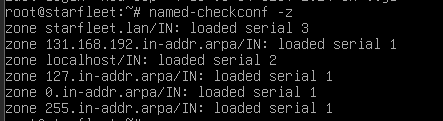 root@starfleet:~# named-checkconf -z
zone starfleet.lan/IN: loaded serial 3
zone 131.168.192.in-addr.arpa/IN: loaded serial 1
zone localhost/IN: loaded serial 2
zone 127.in-addr.arpa/IN: loaded serial 1
zone 0.in-addr.arpa/IN: loaded serial 1
zone 255.in-addr.arpa/IN: loaded serial 1